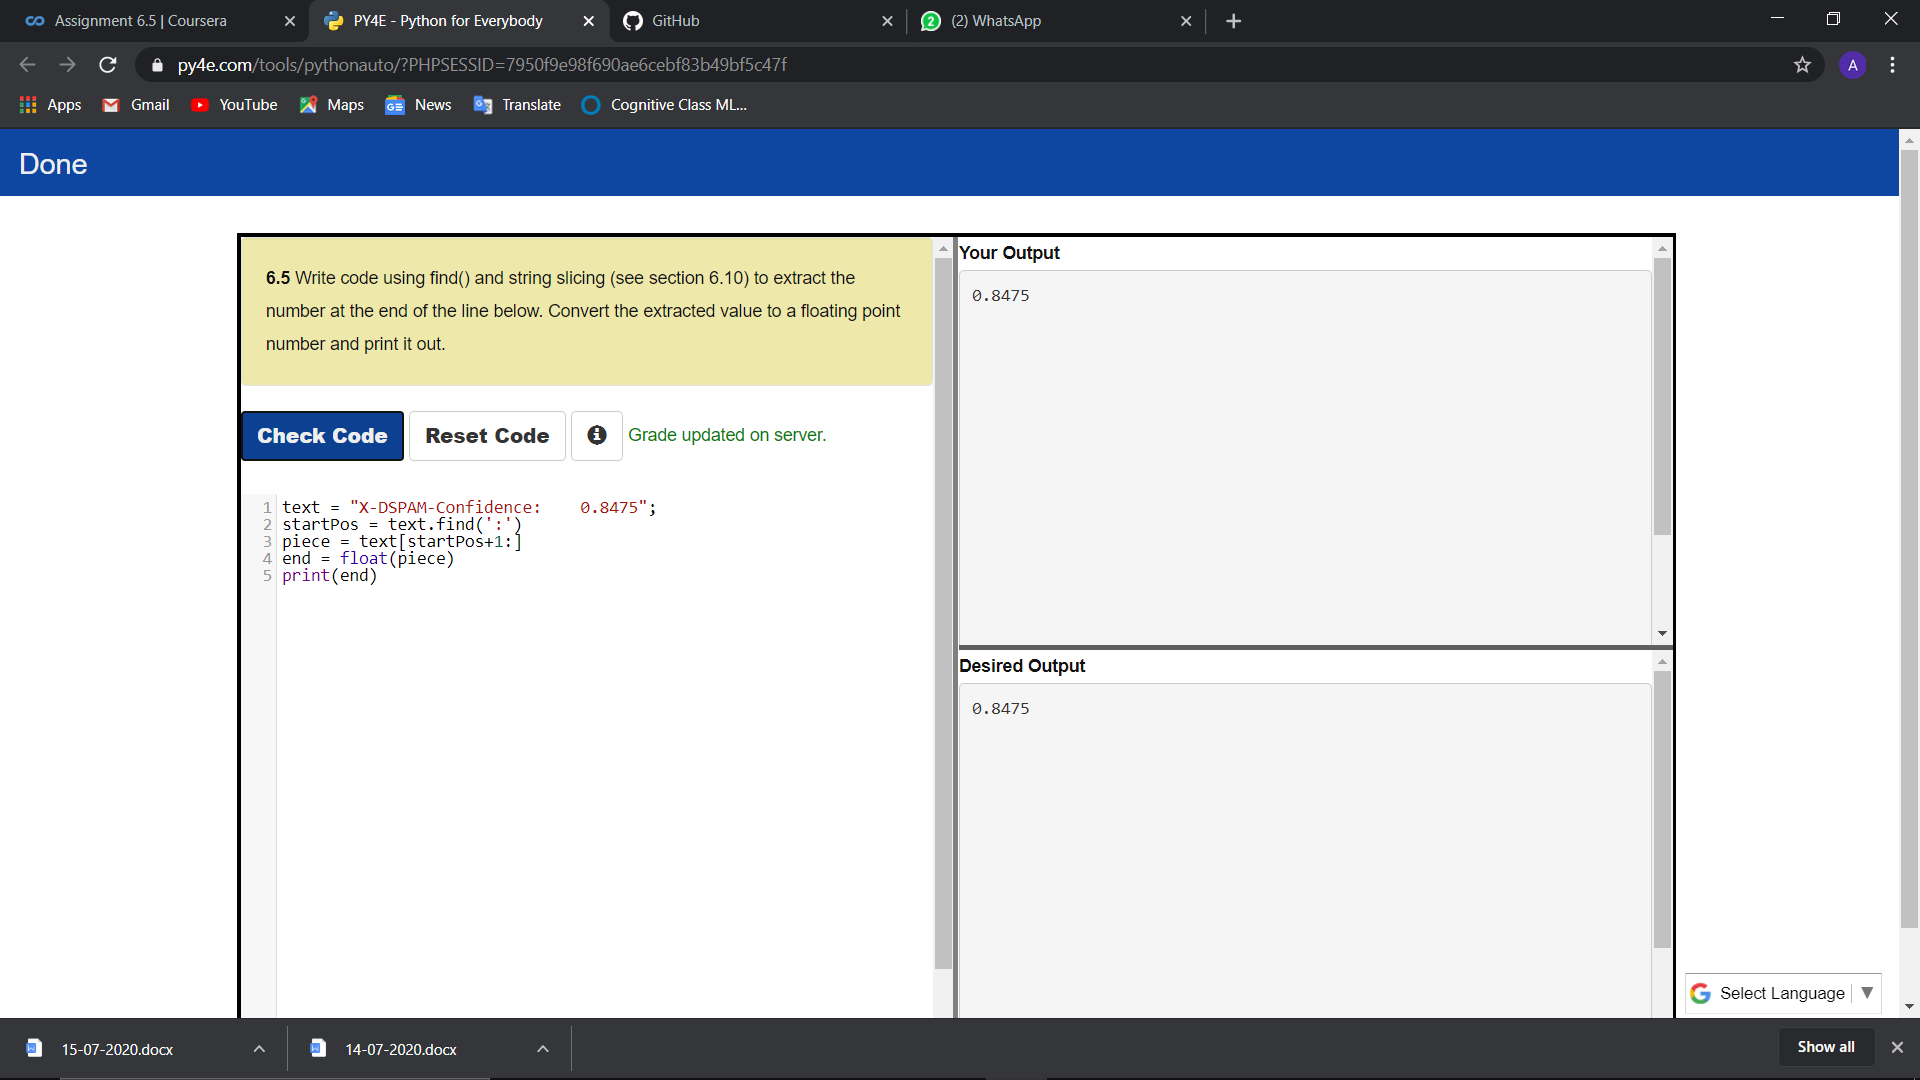 Assignment 6.5 | Coursera
PY4E - Python for Everybody
GitHub
2 (2) WhatsApp
py4e.com/tools/pythonauto/?PHPSESSID=7950f9e98f690ae6cebf83b49bf5c47f
A
Apps
Gmail
YouTube
Maps
News
Translate
Cognitive Class ML...
Done
6.5 Write code using find() and string slicing (see section 6.10) to extract the
number at the end of the line below. Convert the extracted value to a floating point
number and print it out.
Check Code
Reset Code
Grade updated on server.
1 text = "X-DSPAM-Confidence:    0.8475";
2 startPos = text.find(':')
3 piece = text[startPos+1:]
4 end = float(piece)
5 print(end)
Your Output
0.8475
Desired Output
0.8475
G Select Language ▼
15-07-2020.docx
14-07-2020.docx
Show all